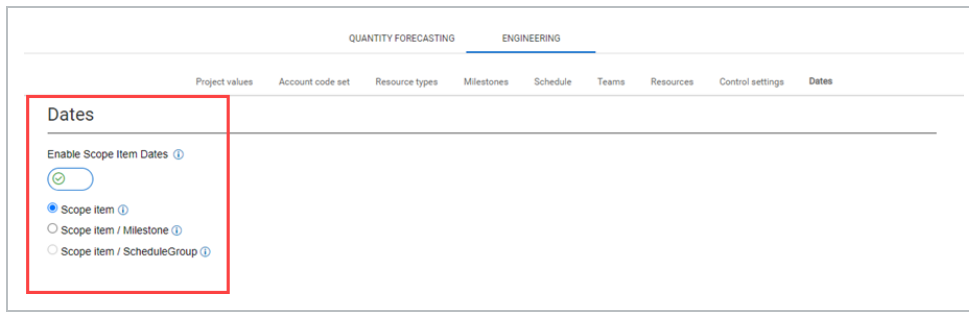 QUANTITY FORECASTING ENGINEERING
Project values Account code set Resource types Milestones Schedule Teams Resources Control settings Dates
Dates
Enable Scope Item Dates
Scope item
Scope item / Milestone
Scope item / ScheduleGroup